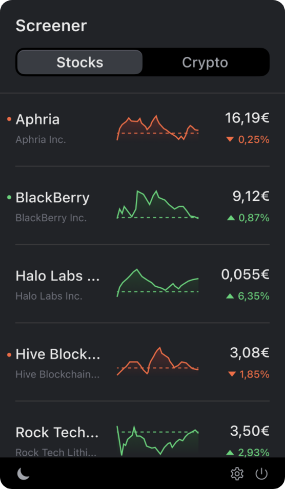 Screener
Stocks Crypto
Aphria 16,19€
Aphria Inc. 0,25%
BlackBerry 9,12€
BlackBerry Inc. 0,87%
Halo Labs ... 0,055€
Halo Labs Inc. 6,35%
Hive Block... 3,08€
Hive Blockchain... 1,85%
Rock Tech... 3,50€
Rock Tech Lithi... 2,93%